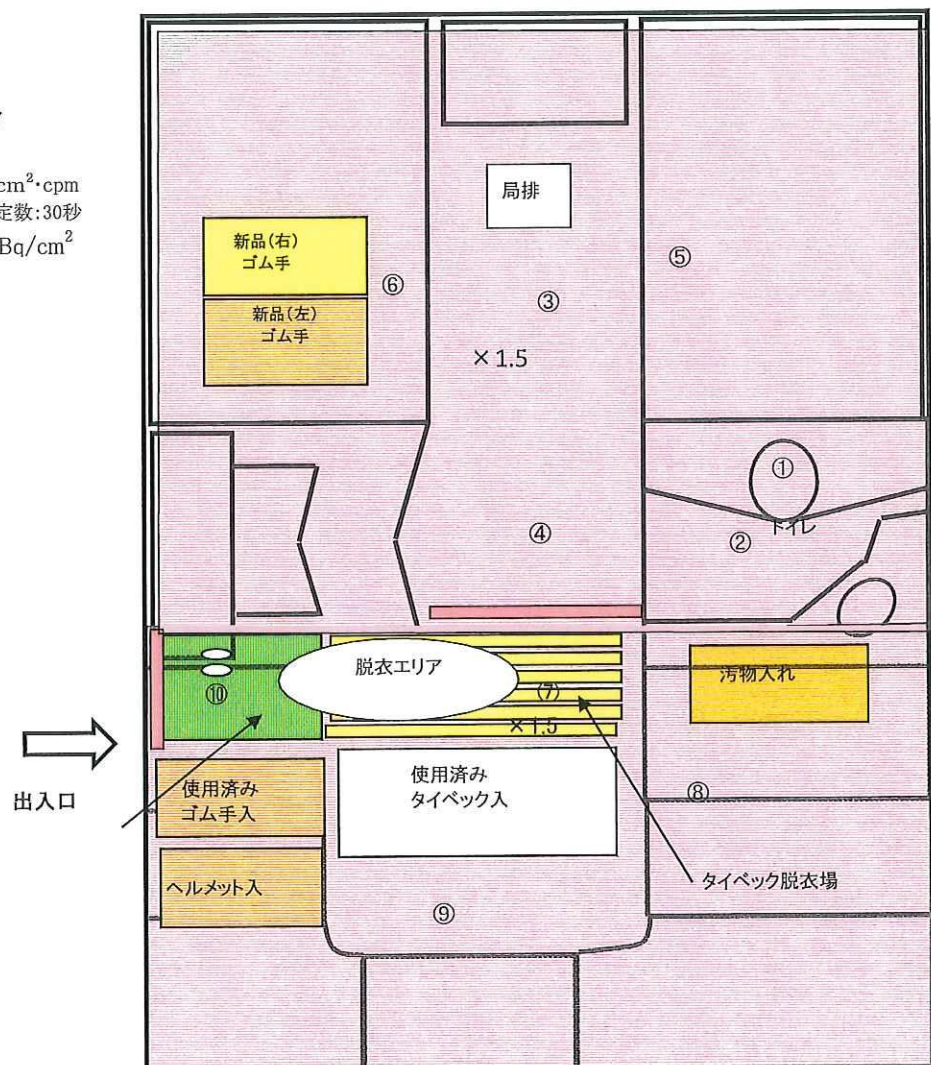 cm²・cpm
定数:30秒
Bq/cm²
局排
新品(右)
ゴム手
⑥
⑤
新品(左)
ゴム手
③
×1.5
①
④
②
トイレ
脱衣エリア
汚物入れ
⑩
(7)
×1.5
出入口
使用済み
ゴム手入
使用済み
タイベック入
⑧
ヘルメット入
タイベック脱衣場
⑨